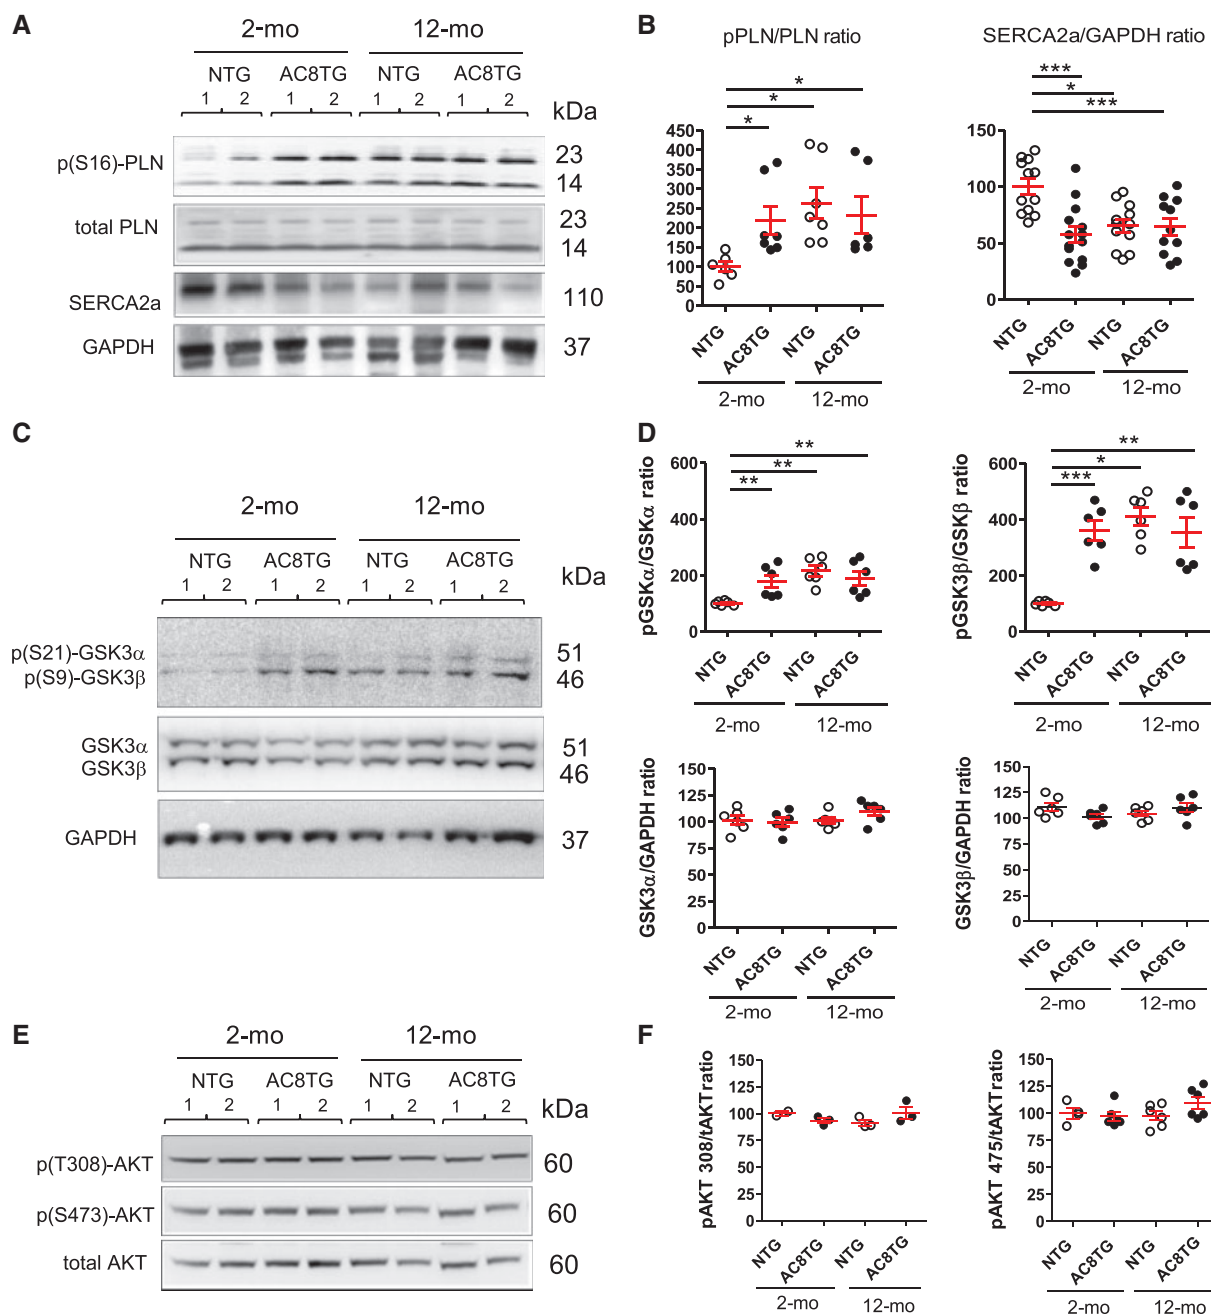 A
2-mo 12-mo
NTG AC8TG NTG AC8TG
1 2 1 2 1 2 1 2 kDa
p(S16)-PLN 23
14
total PLN 23
14
SERCA2a 110
GAPDH 37
B
pPLN/PLN ratio
*
*
*
450
400
350
300
250
200
150
100
50
0
NTG AC8TG NTG AC8TG
2-mo 12-mo
SERCA2a/GAPDH ratio
***
*
***
150
100
50
0
NTG AC8TG NTG AC8TG
2-mo 12-mo
C
2-mo 12-mo
NTG AC8TG NTG AC8TG
1 2 1 2 1 2 1 2 kDa
p(S21)-GSK3α 51
p(S9)-GSK3β 46
GSK3α 51
GSK3β 46
GAPDH 37
D
pGSKα/GSKα ratio
**
**
**
600
400
200
0
NTG AC8TG NTG AC8TG
2-mo 12-mo
pGSK3β/GSKβ ratio
**
*
***
600
400
200
0
NTG AC8TG NTG AC8TG
2-mo 12-mo
GSK3α/GAPDH ratio
150
125
100
75
50
25
0
NTG AC8TG NTG AC8TG
2-mo 12-mo
GSK3β/GAPDH ratio
150
125
100
75
50
25
0
NTG AC8TG NTG AC8TG
2-mo 12-mo
E
2-mo 12-mo
NTG AC8TG NTG AC8TG
1 2 1 2 1 2 1 2 kDa
p(T308)-AKT 60
p(S473)-AKT 60
total AKT 60
F
pAKT 308/tAKT ratio
150
125
100
75
50
25
0
NTG AC8TG NTG AC8TG
2-mo 12-mo
pAKT 475/tAKT ratio
150
125
100
75
50
25
0
NTG AC8TG NTG AC8TG
2-mo 12-mo